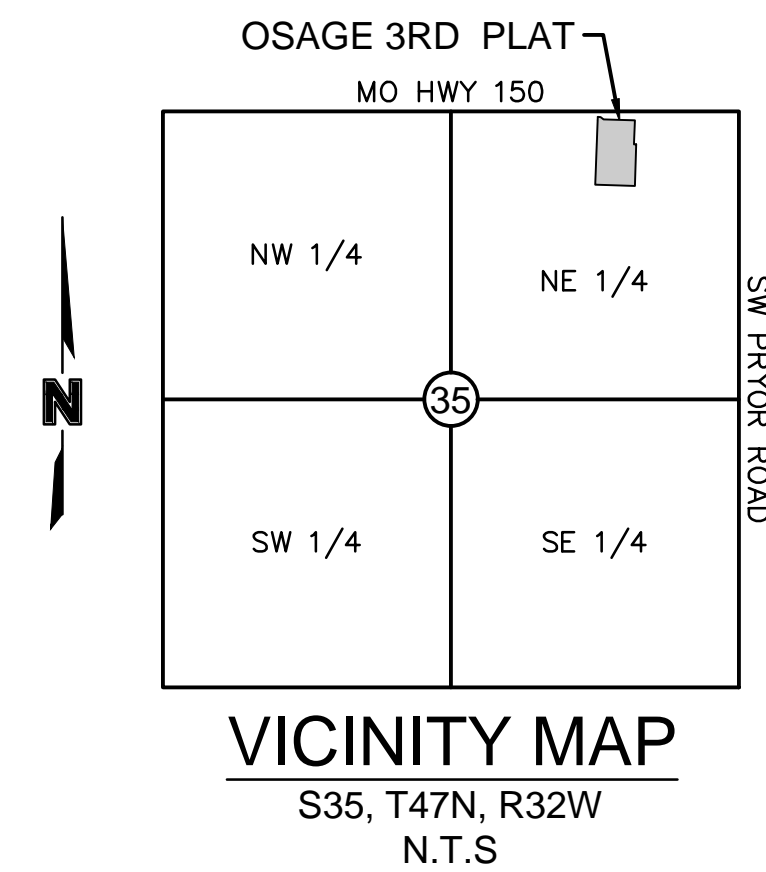 OSAGE 3RD PLAT
MO HWY 150
NW 1/4
NE 1/4
SW PRYOR ROAD
N
35
SW 1/4
SE 1/4
VICINITY MAP
S35, T47N, R32W
N.T.S